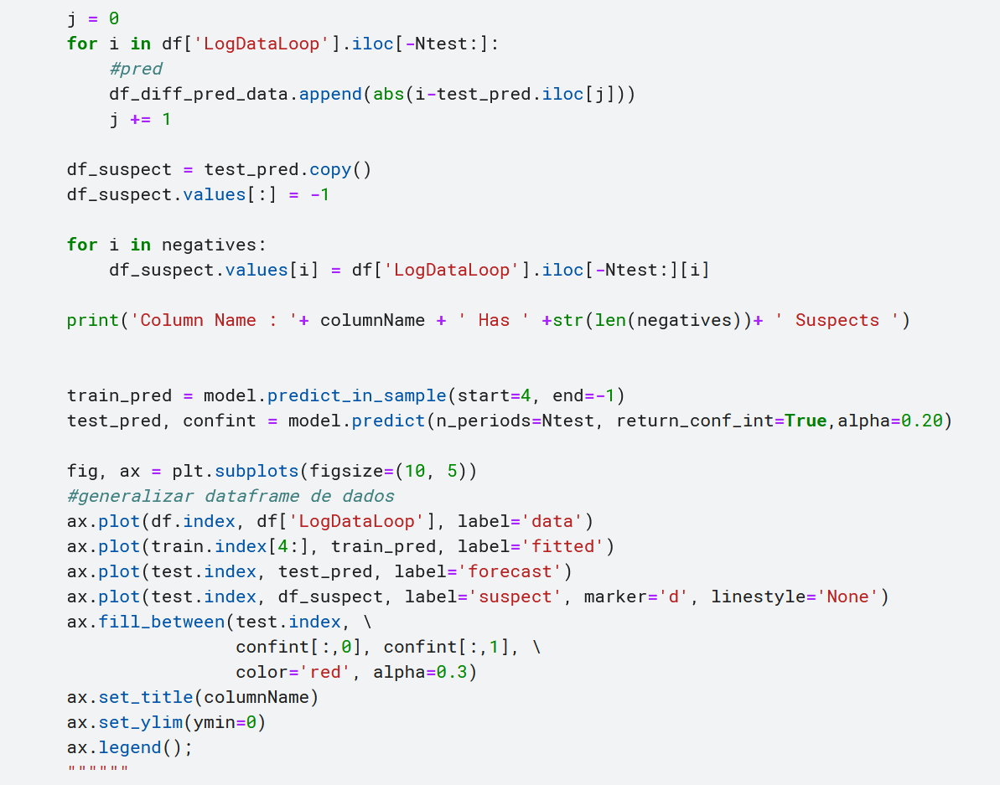 j = 0
for i in df['LogDataLoop'].iloc[-Ntest:]:
    #pred
    df_diff_pred_data.append(abs(i-test_pred.iloc[j]))
    j += 1

df_suspect = test_pred.copy()
df_suspect.values[:] = -1

for i in negatives:
    df_suspect.values[i] = df['LogDataLoop'].iloc[-Ntest:][i]

print('Column Name : '+ columnName + ' Has ' +str(len(negatives))+ ' Suspects ')


train_pred = model.predict_in_sample(start=4, end=-1)
test_pred, confint = model.predict(n_periods=Ntest, return_conf_int=True,alpha=0.20)

fig, ax = plt.subplots(figsize=(10, 5))
#generalizar dataframe de dados
ax.plot(df.index, df['LogDataLoop'], label='data')
ax.plot(train.index[4:], train_pred, label='fitted')
ax.plot(test.index, test_pred, label='forecast')
ax.plot(test.index, df_suspect, label='suspect', marker='d', linestyle='None')
ax.fill_between(test.index, \
                confint[:,0], confint[:,1], \
                color='red', alpha=0.3)
ax.set_title(columnName)
ax.set_ylim(ymin=0)
ax.legend();
""""""